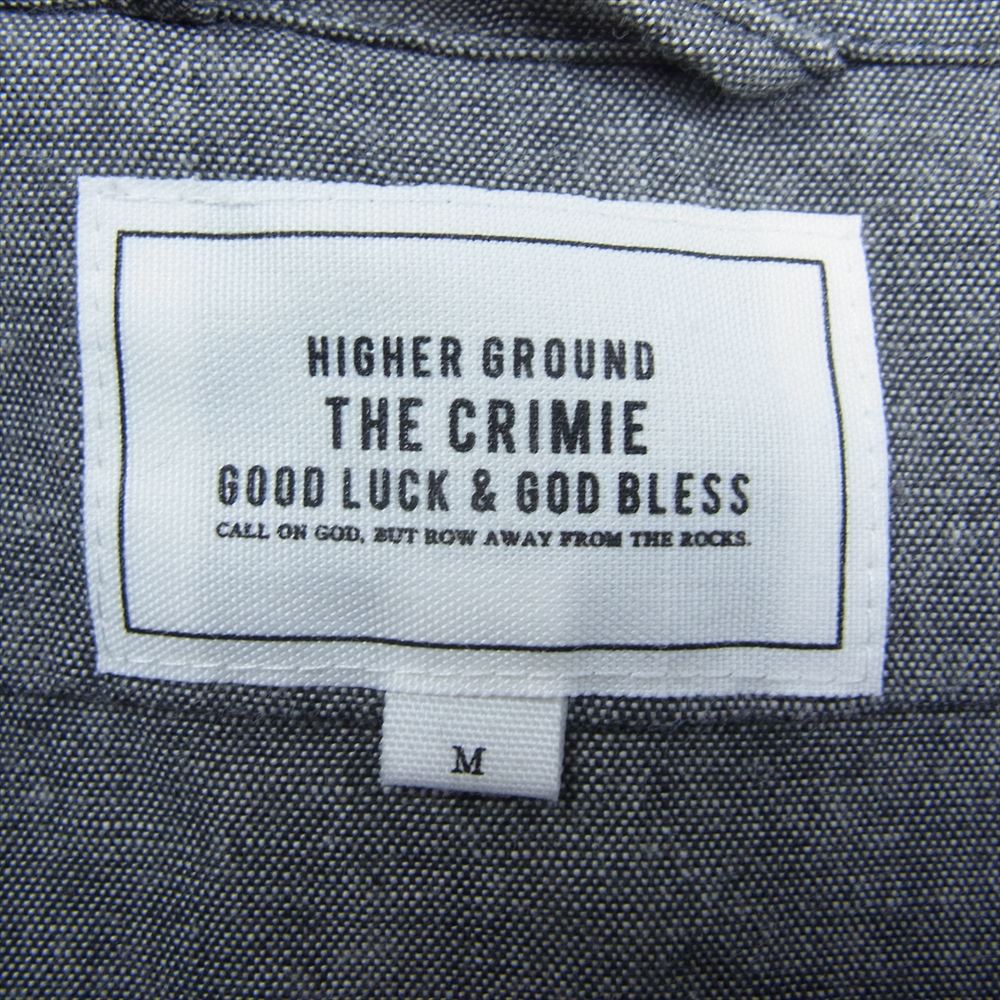 HIGHER GROUND
THE CRIMIE
GOOD LUCK & GOD BLESS
CALL ON GOD, BUT ROW AWAY FROM THE ROCKS.
M